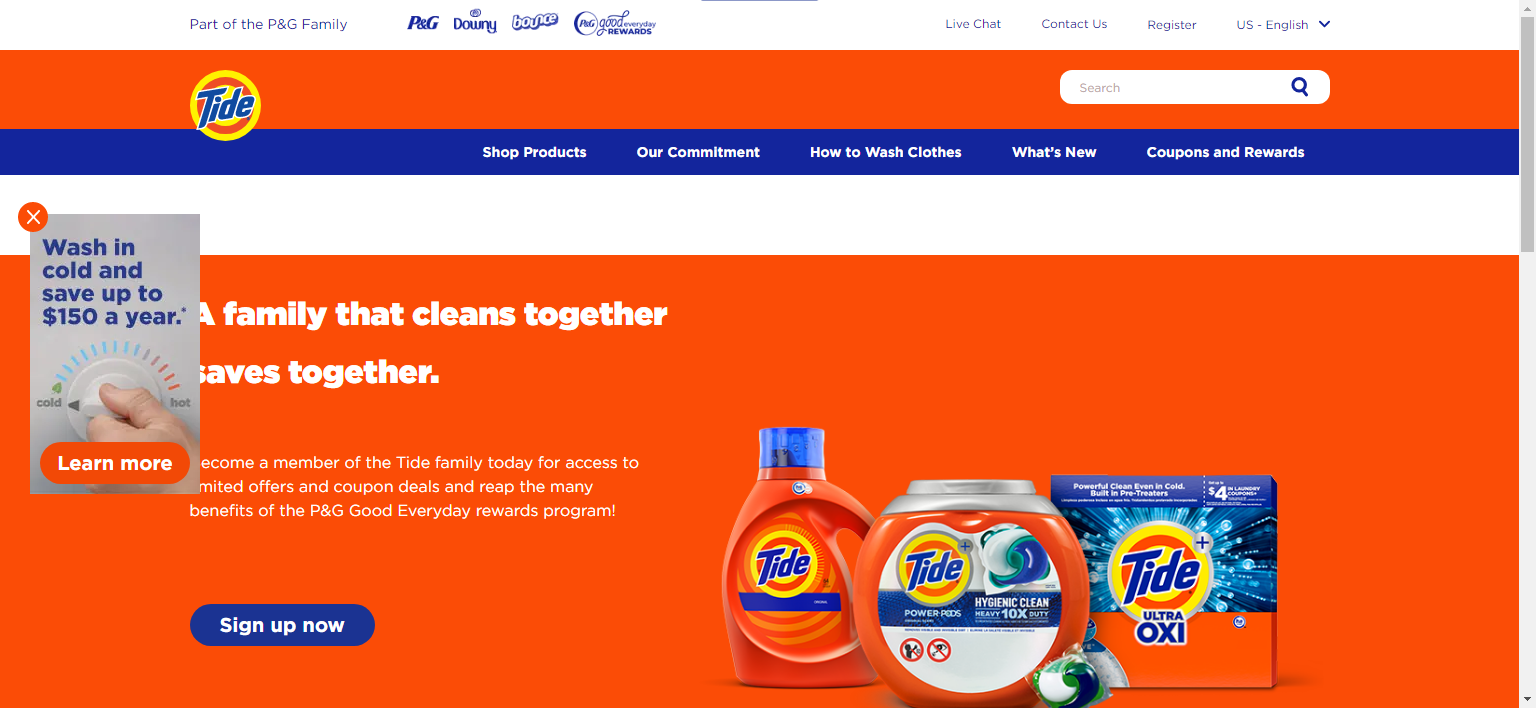 Part of the P&G Family
P&G
Downy
bounce
P&G good everyday
REWARDS
Live Chat
Contact Us
Register
US - English
Tide
Search
Shop Products
Our Commitment
How to Wash Clothes
What's New
Coupons and Rewards
Wash in
cold and
save up to
$150 a year.*
cold
hot
Learn more
A family that cleans together
saves together.
ecome a member of the Tide family today for access to
mited offers and coupon deals and reap the many
benefits of the P&G Good Everyday rewards program!
Sign up now
Tide
ORIGINAL
Tide+
POWER PODS
HYGIENIC CLEAN
HEAVY 10X DUTY
Powerful Clean Even in Cold.
Built in Pre-Treaters
$4 IN LAUNDRY
COUPONS
Tide+
ULTRA
OXI